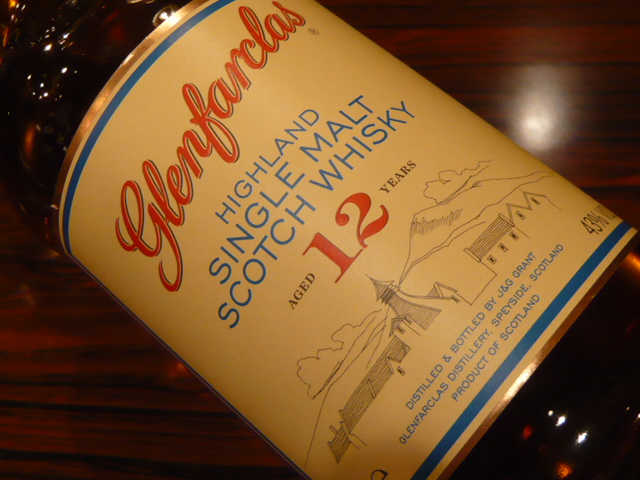 Glenfarclas®
HIGHLAND
SINGLE MALT
SCOTCH WHISKY
AGED 12 YEARS
43%
DISTILLED & BOTTLED BY J&G GRANT
GLENFARCLAS DISTILLERY, SPEYSIDE, SCOTLAND
PRODUCT OF SCOTLAND